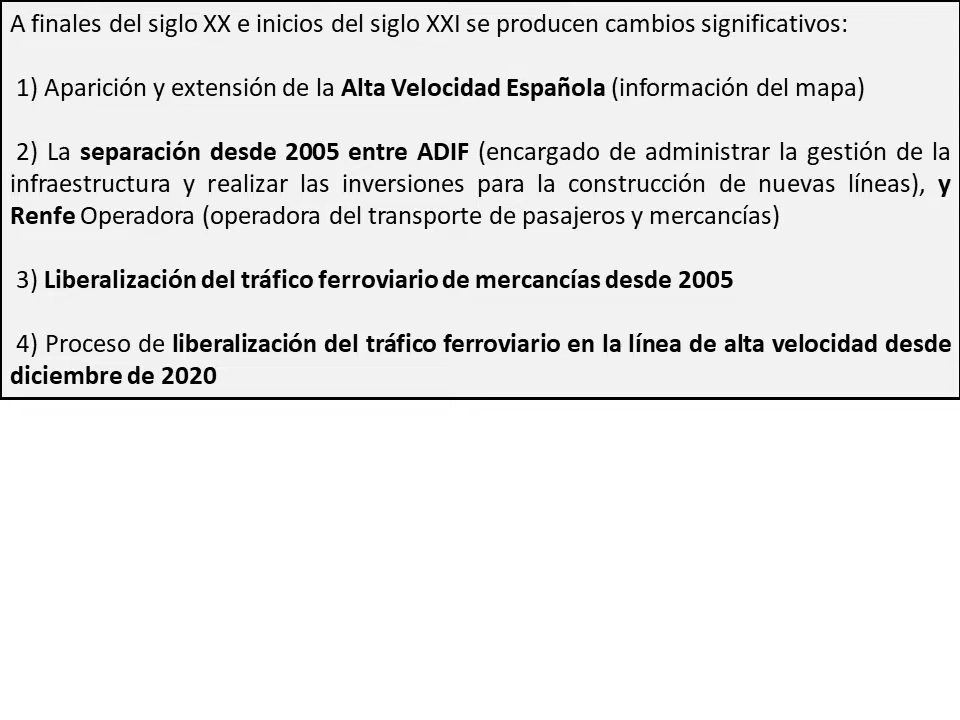 A finales del siglo XX e inicios del siglo XXI se producen cambios significativos:
1) Aparición y extensión de la Alta Velocidad Española (información del mapa)
2) La separación desde 2005 entre ADIF (encargado de administrar la gestión de la
infraestructura y realizar las inversiones para la construcción de nuevas líneas), y
Renfe Operadora (operadora del transporte de pasajeros y mercancías)
3) Liberalización del tráfico ferroviario de mercancías desde 2005
4) Proceso de liberalización del tráfico ferroviario en la línea de alta velocidad desde
diciembre de 2020